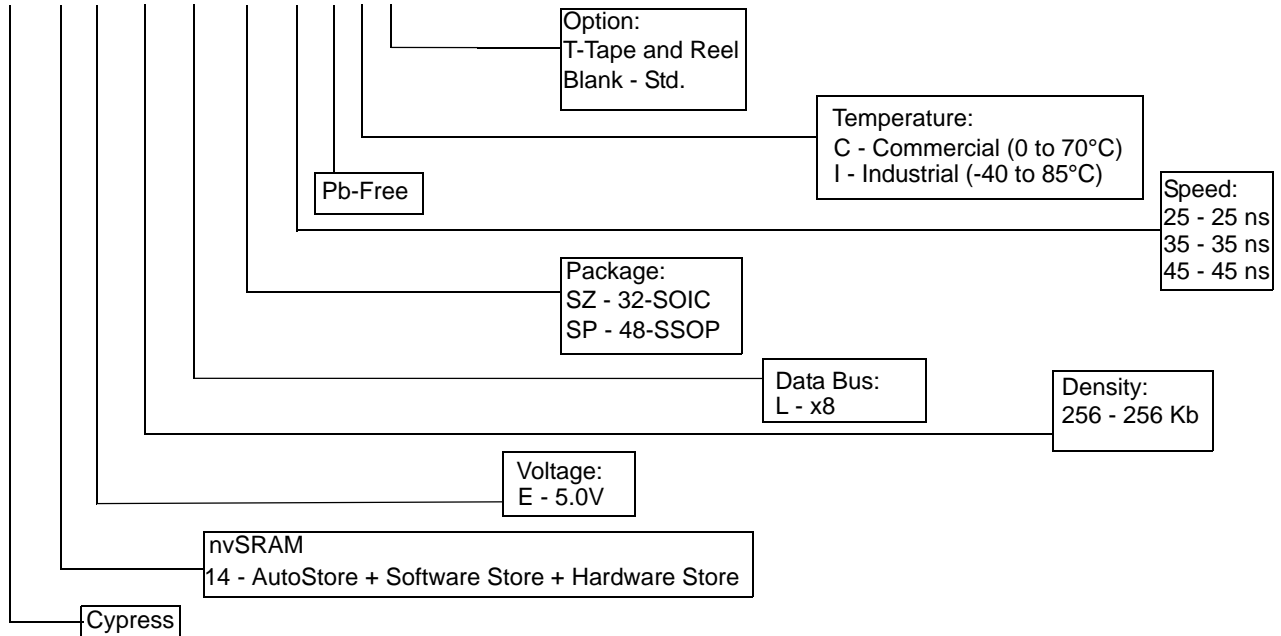 Option:
T-Tape and Reel
Blank - Std.
Temperature:
C - Commercial (0 to 70°C)
I - Industrial (-40 to 85°C)
Pb-Free
Speed:
25 - 25 ns
35 - 35 ns
45 - 45 ns
Package:
SZ - 32-SOIC
SP - 48-SSOP
Data Bus:
L - x8
Density:
256 - 256 Kb
Voltage:
E - 5.0V
nvSRAM
14 - AutoStore + Software Store + Hardware Store
Cypress